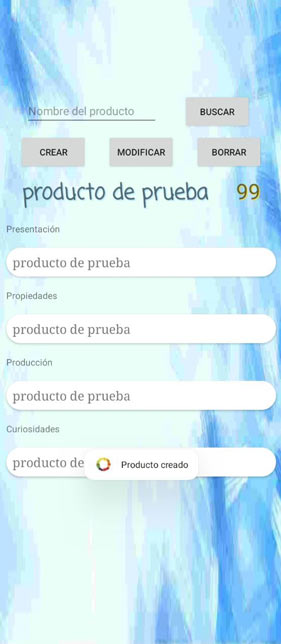 Nombre del producto
BUSCAR
CREAR MODIFICAR BORRAR
producto de prueba 99
Presentación
producto de prueba
Propiedades
producto de prueba
Producción
producto de prueba
Curiosidades
producto de
Producto creado